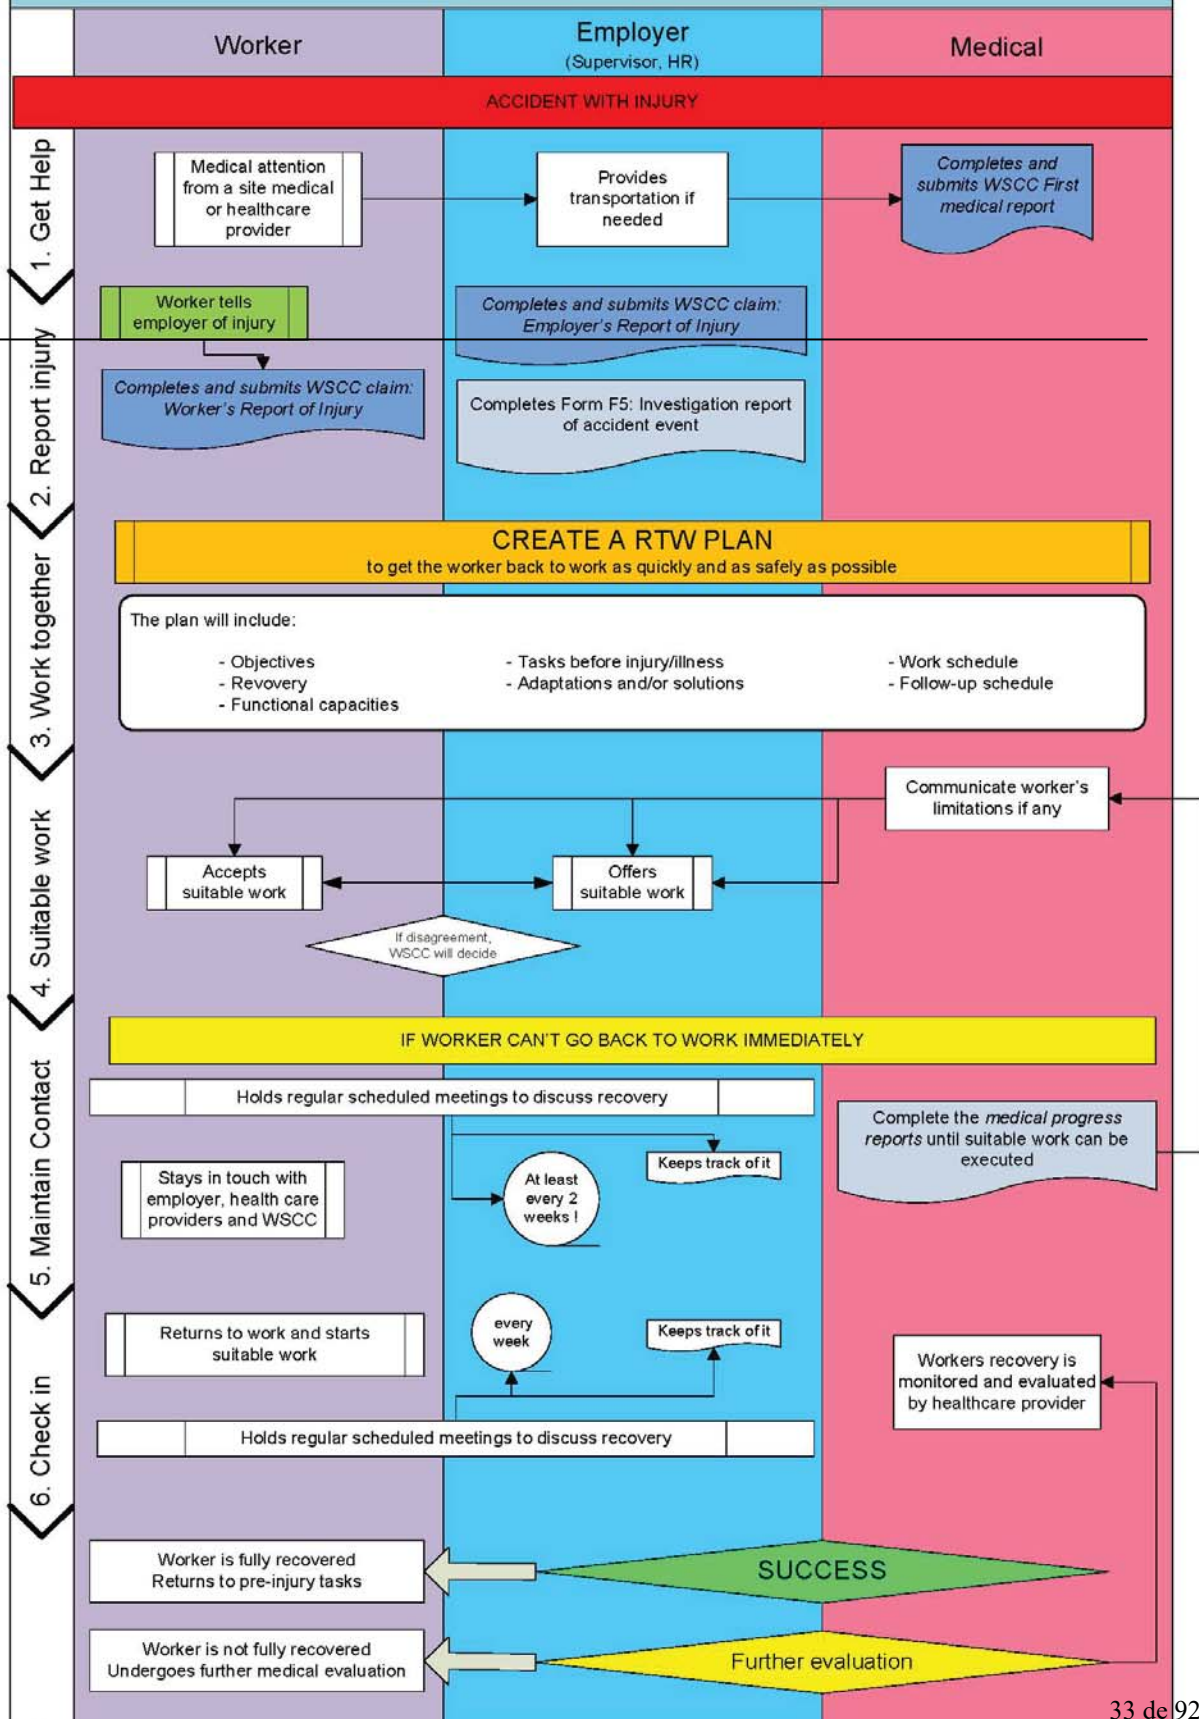 Worker
Employer
(Supervisor, HR)
Medical
ACCIDENT WITH INJURY
1. Get Help
Medical attention
from a site medical
or healthcare
provider
Provides
transportation if
needed
Completes and
submits WSCC First
medical report
2. Report injury
Worker tells
employer of injury
Completes and submits WSCC claim:
Employer's Report of Injury
Completes and submits WSCC claim:
Worker's Report of Injury
Completes Form F5: Investigation report
of accident event
3. Work together
CREATE A RTW PLAN
to get the worker back to work as quickly and as safely as possible
The plan will include:
- Objectives
- Revovery
- Functional capacities
- Tasks before injury/illness
- Adaptations and/or solutions
- Work schedule
- Follow-up schedule
4. Suitable work
Communicate worker's
limitations if any
Accepts
suitable work
Offers
suitable work
If disagreement,
WSCC will decide
IF WORKER CAN'T GO BACK TO WORK IMMEDIATELY
5. Maintain Contact
Holds regular scheduled meetings to discuss recovery
Stays in touch with
employer, health care
providers and WSCC
At least
every 2
weeks !
Keeps track of it
Complete the medical progress
reports until suitable work can be
executed
6. Check in
Returns to work and starts
suitable work
every
week
Keeps track of it
Workers recovery is
monitored and evaluated
by healthcare provider
Holds regular scheduled meetings to discuss recovery
Worker is fully recovered
Returns to pre-injury tasks
SUCCESS
Worker is not fully recovered
Undergoes further medical evaluation
Further evaluation
33 de 92